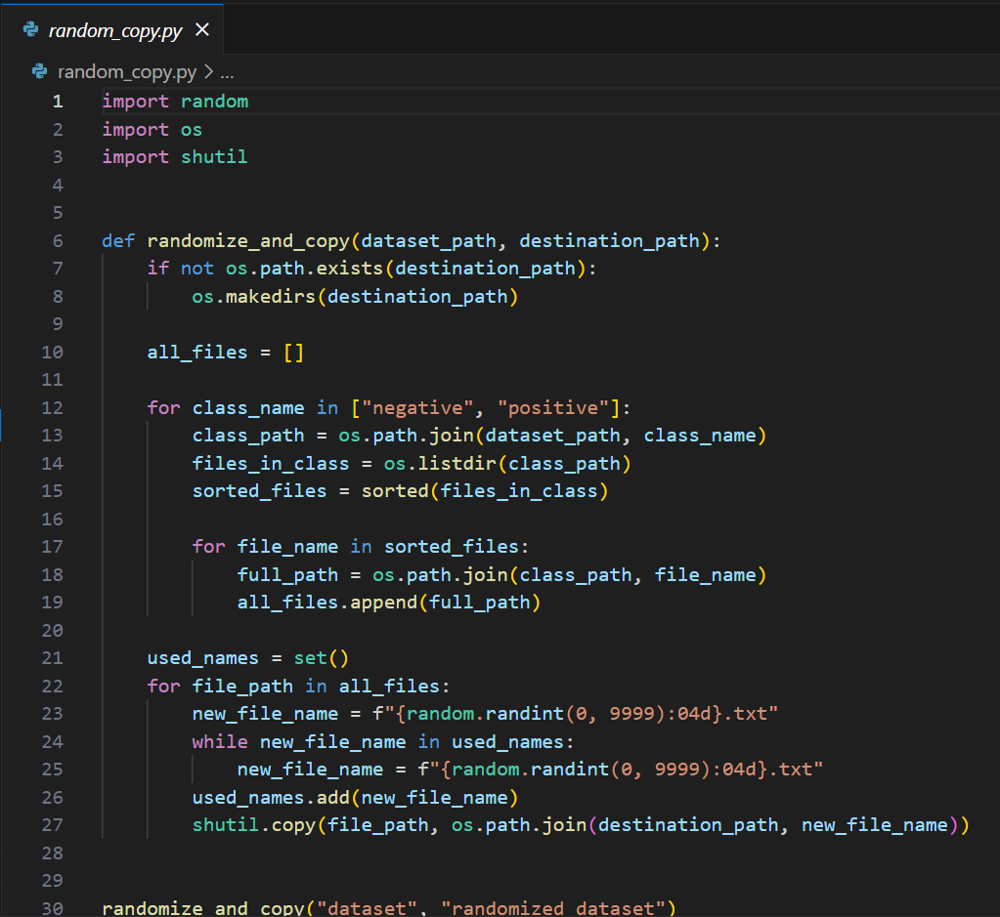 random_copy.py
random_copy.py > ...
1 import random
2 import os
3 import shutil
4
5
6 def randomize_and_copy(dataset_path, destination_path):
7     if not os.path.exists(destination_path):
8         os.makedirs(destination_path)
9
10     all_files = []
11
12     for class_name in ["negative", "positive"]:
13         class_path = os.path.join(dataset_path, class_name)
14         files_in_class = os.listdir(class_path)
15         sorted_files = sorted(files_in_class)
16
17         for file_name in sorted_files:
18             full_path = os.path.join(class_path, file_name)
19             all_files.append(full_path)
20
21     used_names = set()
22     for file_path in all_files:
23         new_file_name = f"{random.randint(0, 9999):04d}.txt"
24         while new_file_name in used_names:
25             new_file_name = f"{random.randint(0, 9999):04d}.txt"
26         used_names.add(new_file_name)
27         shutil.copy(file_path, os.path.join(destination_path, new_file_name))
28
29
30 randomize_and_copy("dataset", "randomized_dataset")